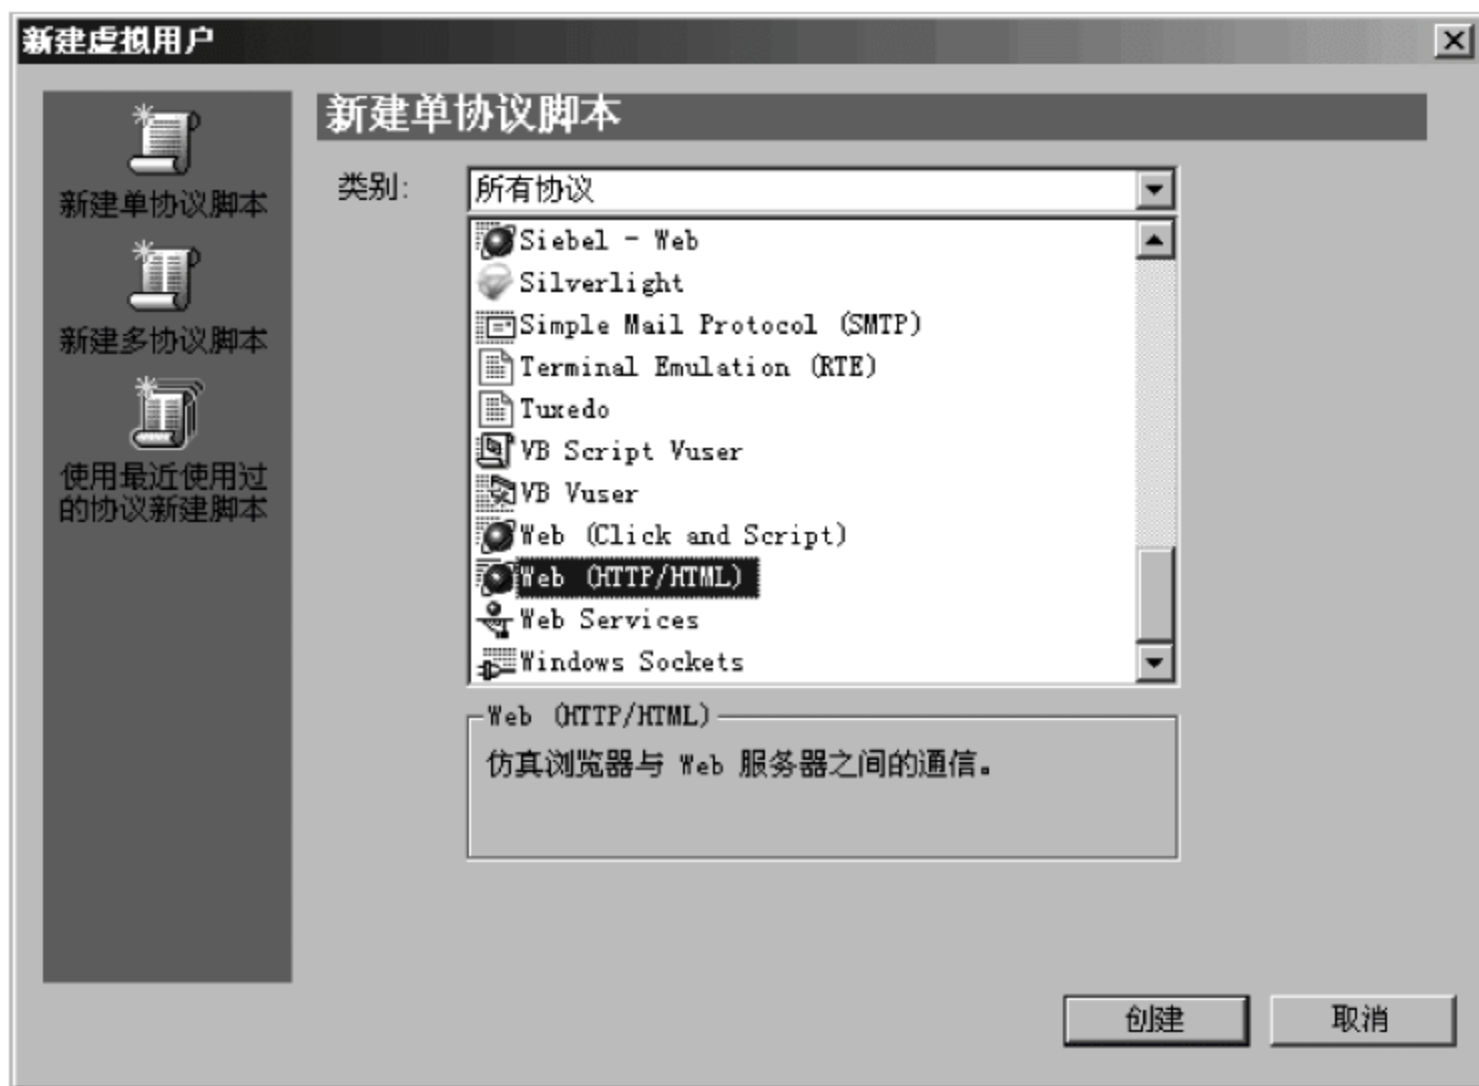 新建虚拟用户
新建单协议脚本
新建多协议脚本
使用最近使用过
的协议新建脚本
新建单协议脚本
类别:
所有协议
Siebel - Web
Silverlight
Simple Mail Protocol (SMTP)
Terminal Emulation (RTE)
Tuxedo
VB Script Vuser
VB Vuser
Web (Click and Script)
Web (HTTP/HTML)
Web Services
Windows Sockets
Web (HTTP/HTML)
仿真浏览器与 Web 服务器之间的通信。
创建
取消